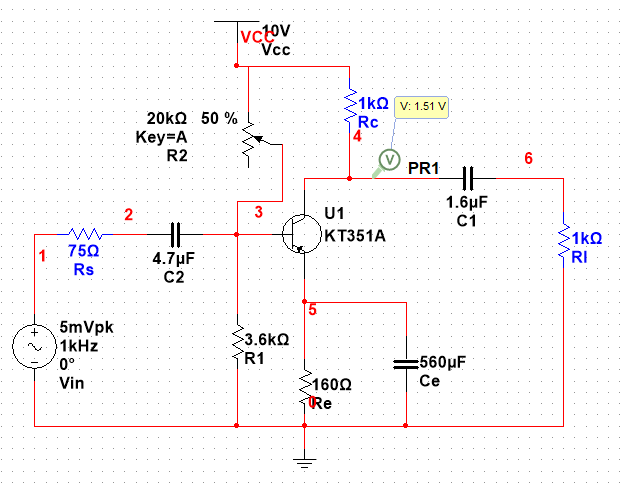 10V
VCC
Vcc
20kΩ 50 %
Key=A
R2
1kΩ
Rc
4
V: 1.51 V
V
PR1
6
1.6µF
C1
2
3
U1
KT351A
1
75Ω
Rs
4.7µF
C2
1kΩ
Rl
5
5mVpk
1kHz
0°
Vin
3.6kΩ
R1
560µF
Ce
160Ω
0
Re